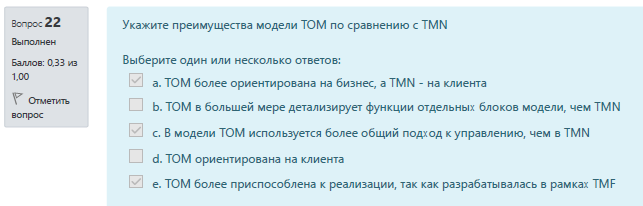 Вопрос 22
Выполнен
Баллов: 0,33 из
1,00
Отметить
вопрос
Укажите преимущества модели TOM по сравнению с TMN
Выберите один или несколько ответов:
a. TOM более ориентирована на бизнес, а TMN - на клиента
b. TOM в большей мере детализирует функции отдельных блоков модели, чем TMN
c. В модели TOM используется более общий подход к управлению, чем в TMN
d. TOM ориентирована на клиента
e. TOM более приспособлена к реализации, так как разрабатывалась в рамках TMF